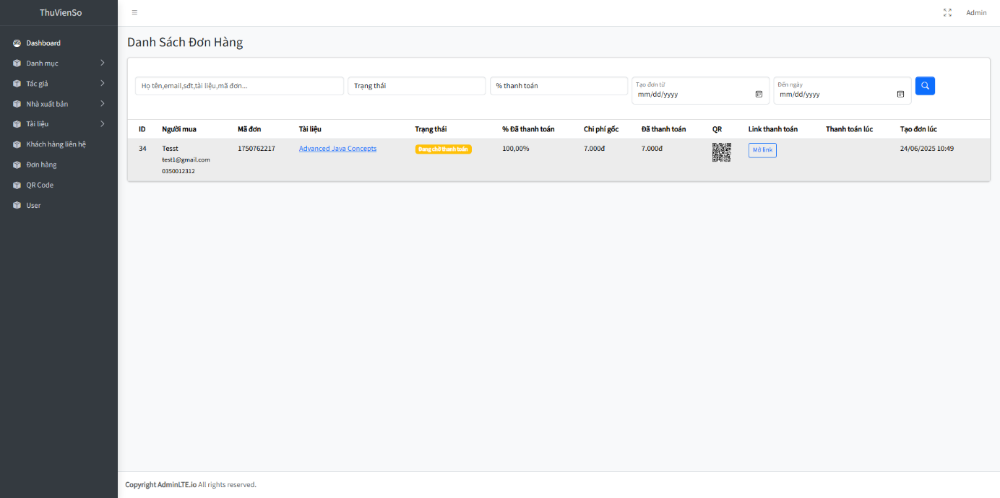 ThuVienSo
Admin
Dashboard
Danh mục
Tác giả
Nhà xuất bản
Tài liệu
Khách hàng liên hệ
Đơn hàng
QR Code
User
Danh Sách Đơn Hàng
Họ tên,email,sđt,tài liệu,mã đơn...
Trạng thái
% thanh toán
Tạo đơn từ
mm/dd/yyyy
Đến ngày
mm/dd/yyyy
ID Người mua Mã đơn Tài liệu Trạng thái % Đã thanh toán Chi phí gốc Đã thanh toán QR Link thanh toán Thanh toán lúc Tạo đơn lúc
34 Tesst 1750762217 Advanced Java Concepts Đang chờ thanh toán 100,00% 7.000đ 7.000đ Mở link 24/06/2025 10:49
test1@gmail.com
0350012312
Copyright AdminLTE.io All rights reserved.